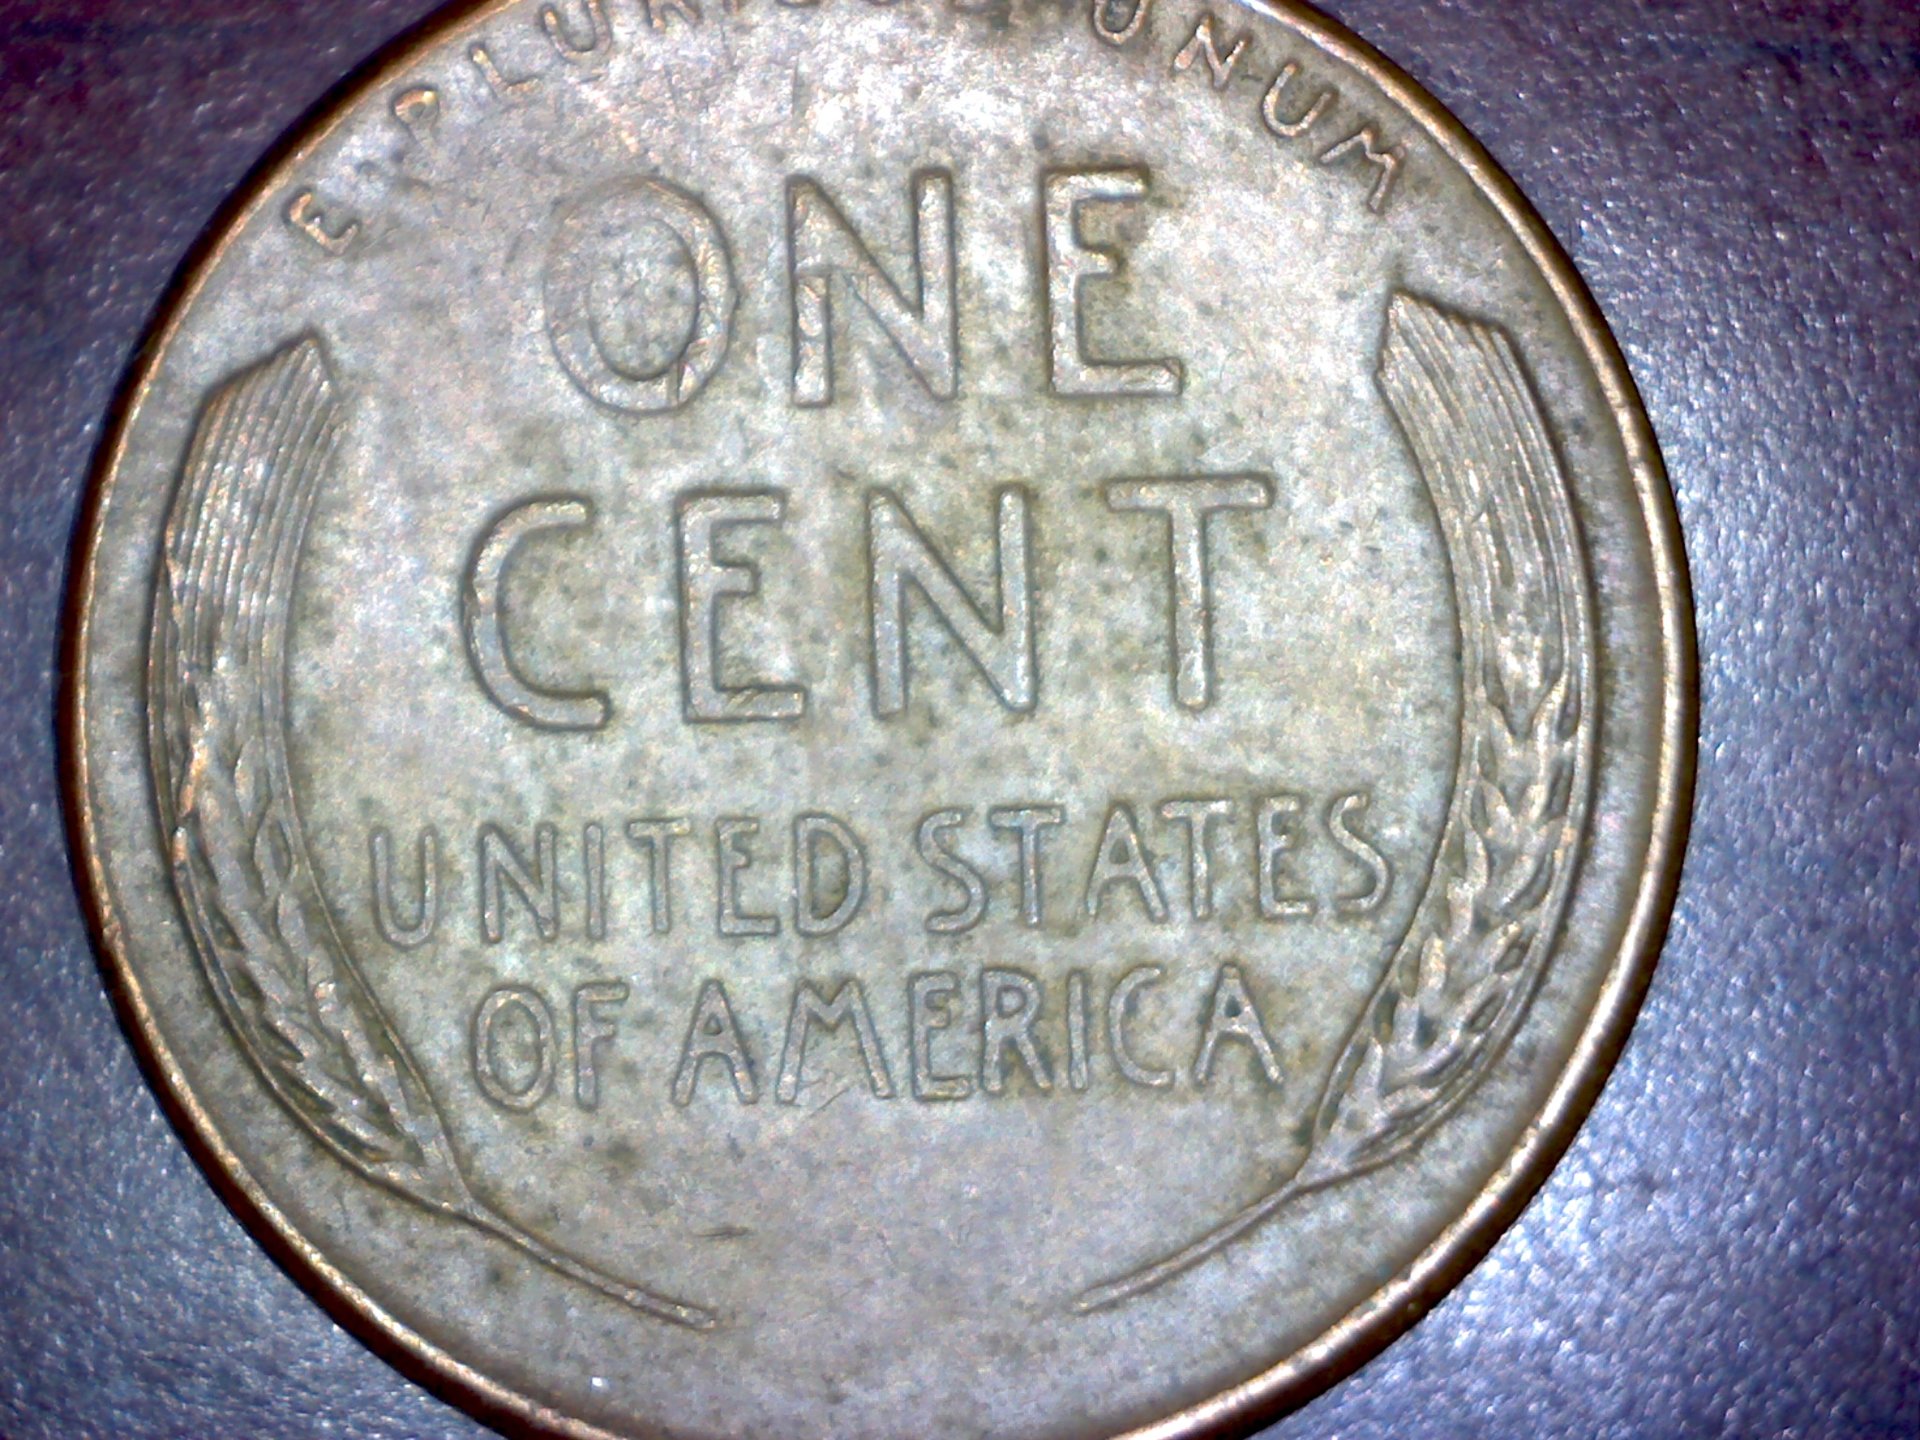 E · PLURIBUS · UNUM
ONE
CENT
UNITED STATES
OF AMERICA